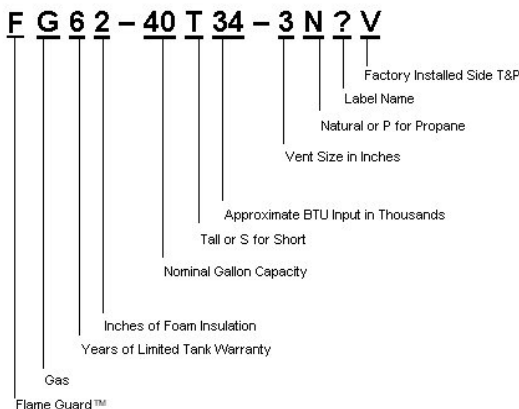 F G 6 2 – 40 T 34 – 3 N ? V
Factory Installed Side T&P
Label Name
Natural or P for Propane
Vent Size in Inches
Approximate BTU Input in Thousands
Tall or S for Short
Nominal Gallon Capacity
Inches of Foam Insulation
Years of Limited Tank Warranty
Gas
Flame Guard™